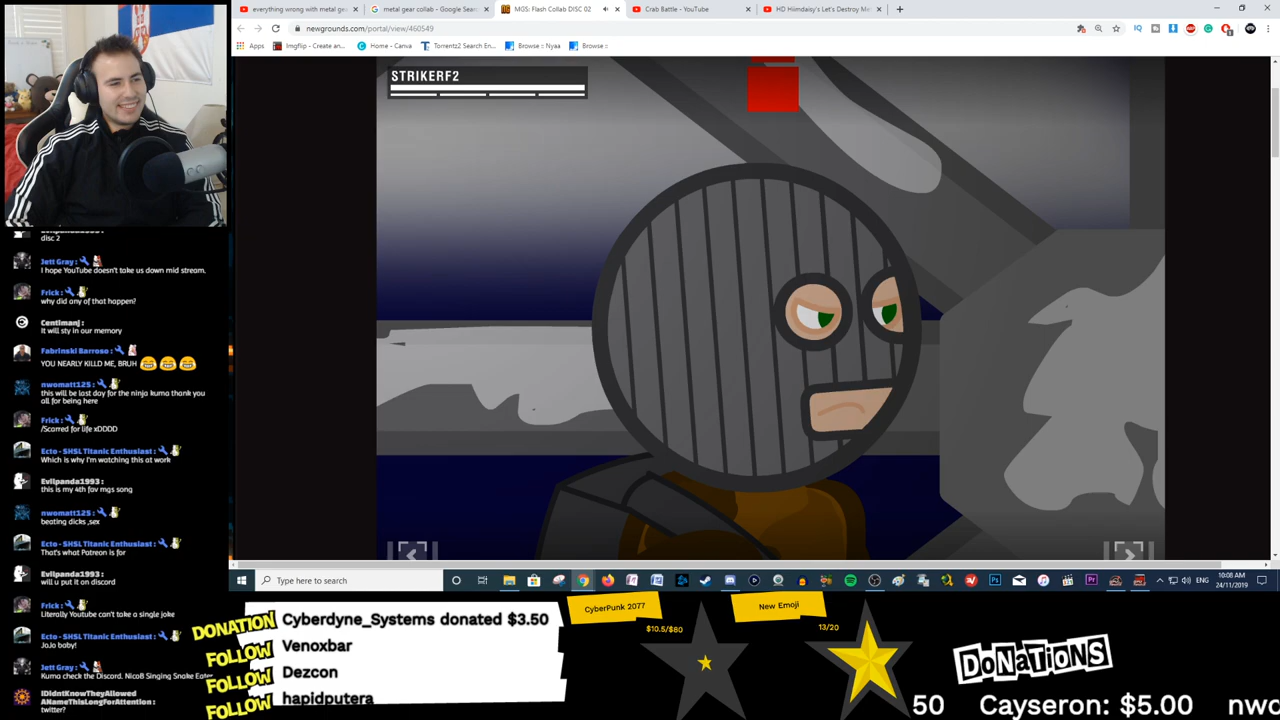 everything wrong with metal gea
metal gear collab - Google Searc
MGS: Flash Collab DISC 02
Crab Battle - YouTube
HD Hiimdaisy's Let's Destroy M
newgrounds.com/portal/view/460549
Apps
Imgflip - Create an...
Home - Canva
Torrentz2 Search En...
Browse :: Nyaa
Browse ::
STRIKERF2
disc 2
Jett Gray :
I hope YouTube doesn't take us down mid stream.
Frick :
why did any of that happen?
Centimanj :
It will sty in our memory
Fabrinski Barroso :
YOU NEARLY KILLD ME, BRUH
nwomatt125 :
this will be last day for the ninja kuma thank you
all for being here
Frick :
/Scarred for life xDDDD
Ecto - SHSL Titanic Enthusiast :
Which is why I'm watching this at work
Evilpanda1993 :
this is my 4th fav mgs song
nwomatt125 :
beating dicks ,sex
Ecto - SHSL Titanic Enthusiast :
That's what Patreon is for
Evilpanda1993 :
will u put it on discord
Frick :
Literally Youtube can't take a single joke
Ecto - SHSL Titanic Enthusiast :
JoJo baby!
Jett Gray :
Kuma check the Discord. NicoB Singing Snake Eater
IDidntKnowTheyAllowed
ANameThisLongForAttention :
twitter?
Type here to search
ENG
10:08 AM
24/11/2019
DONATION Cyberdyne_Systems donated $3.50
FOLLOW Venoxbar
FOLLOW Dezcon
FOLLOW hapidputera
CyberPunk 2077
$10.5/$80
New Emoji
13/20
DONATIONS
50 Cayseron: $5.00 nwo